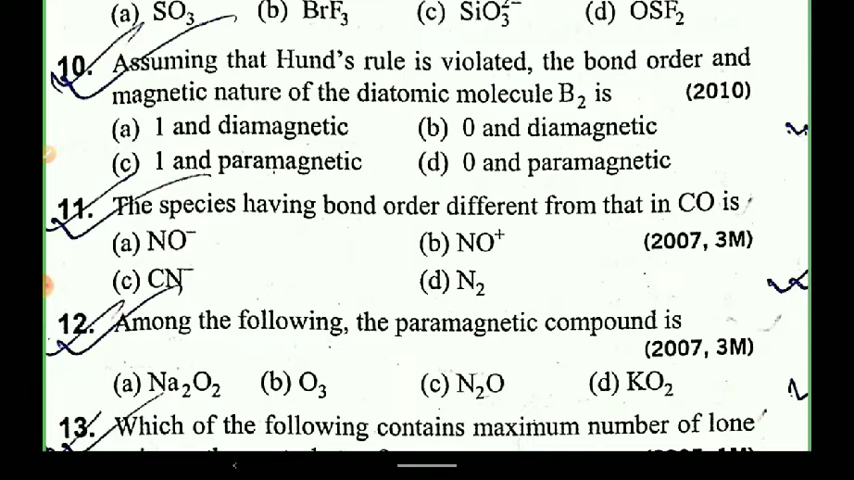 (a) SO₃ (b) BrF₃ (c) SiO₃²⁻ (d) OSF₂
10. Assuming that Hund's rule is violated, the bond order and
magnetic nature of the diatomic molecule B₂ is (2010)
(a) 1 and diamagnetic (b) 0 and diamagnetic
(c) 1 and paramagnetic (d) 0 and paramagnetic
11. The species having bond order different from that in CO is
(a) NO⁻ (b) NO⁺ (2007, 3M)
(c) CN⁻ (d) N₂
12. Among the following, the paramagnetic compound is
(2007, 3M)
(a) Na₂O₂ (b) O₃ (c) N₂O (d) KO₂
13. Which of the following contains maximum number of lone